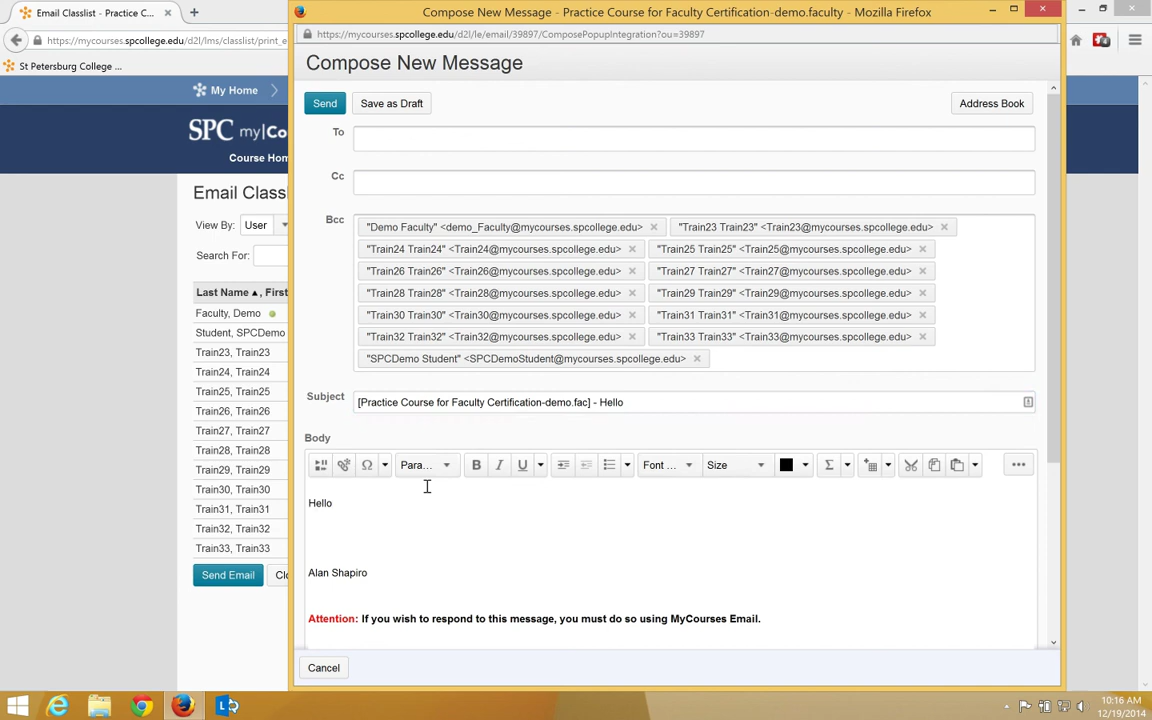 Email Classlist - Practice C...
https://mycourses.spcollege.edu/d2l/lms/classlist/print_e
St Petersburg College ...
My Home
SPC my|Co
Course Hom
Email Classl
View By: User
Search For:
Last Name ▲, First
Faculty, Demo
Student, SPCDemo
Train23, Train23
Train24, Train24
Train25, Train25
Train26, Train26
Train27, Train27
Train28, Train28
Train29, Train29
Train30, Train30
Train31, Train31
Train32, Train32
Train33, Train33
Send Email Clo
Compose New Message - Practice Course for Faculty Certification-demo.faculty - Mozilla Firefox
https://mycourses.spcollege.edu/d2l/le/email/39897/ComposePopupIntegration?ou=39897
Compose New Message
Send Save as Draft Address Book
To
Cc
Bcc
"Demo Faculty" <demo_Faculty@mycourses.spcollege.edu> × "Train23 Train23" <Train23@mycourses.spcollege.edu> ×
"Train24 Train24" <Train24@mycourses.spcollege.edu> × "Train25 Train25" <Train25@mycourses.spcollege.edu> ×
"Train26 Train26" <Train26@mycourses.spcollege.edu> × "Train27 Train27" <Train27@mycourses.spcollege.edu> ×
"Train28 Train28" <Train28@mycourses.spcollege.edu> × "Train29 Train29" <Train29@mycourses.spcollege.edu> ×
"Train30 Train30" <Train30@mycourses.spcollege.edu> × "Train31 Train31" <Train31@mycourses.spcollege.edu> ×
"Train32 Train32" <Train32@mycourses.spcollege.edu> × "Train33 Train33" <Train33@mycourses.spcollege.edu> ×
"SPCDemo Student" <SPCDemoStudent@mycourses.spcollege.edu> ×
Subject [Practice Course for Faculty Certification-demo.fac] - Hello
Body
Ω Para... B I U Font ... Size Σ
Hello
Alan Shapiro
Attention: If you wish to respond to this message, you must do so using MyCourses Email.
Cancel
10:16 AM
12/19/2014